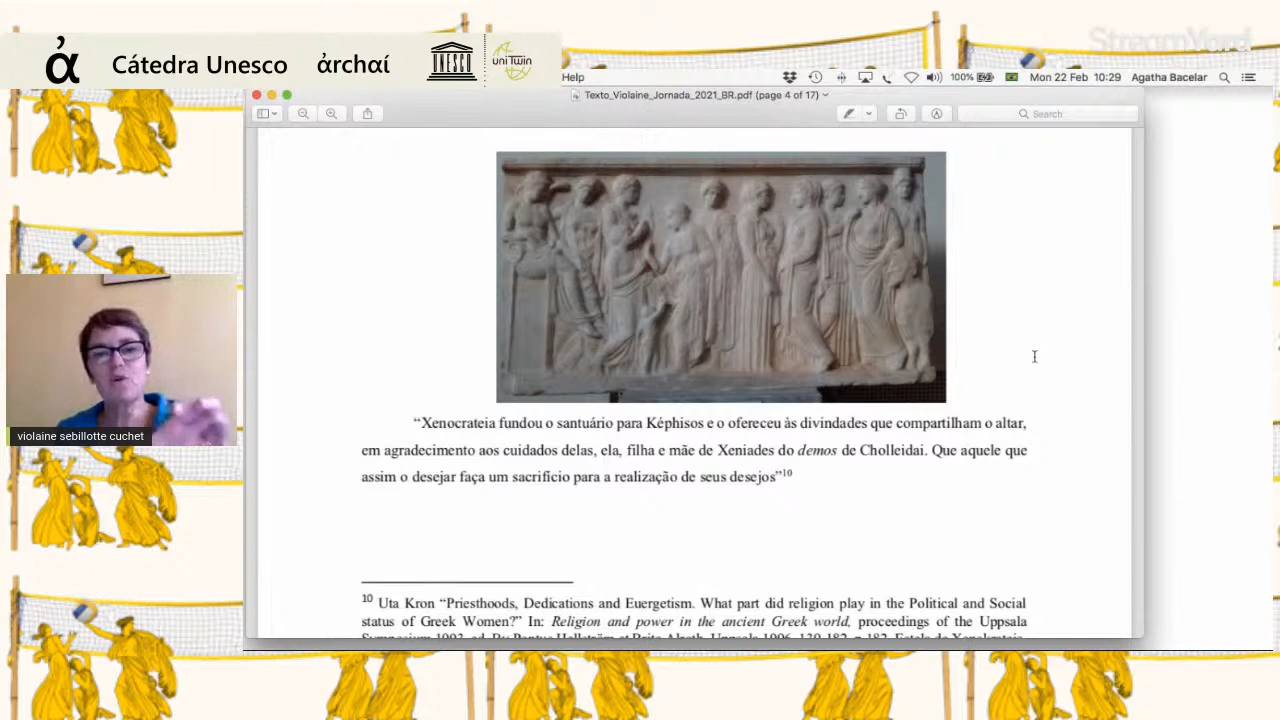 StreamYard
ἀ Cátedra Unesco ἀrchαí
UNESCO
uniTwin
Help 100% Mon 22 Feb 10:29 Agatha Bacelar
Texto_Violaine_Jornada_2021_BR.pdf (page 4 of 17)
Search
“Xenocrateia fundou o santuário para Képhisos e o ofereceu às divindades que compartilham o altar,
em agradecimento aos cuidados delas, ela, filha e mãe de Xeniades do demos de Cholleidai. Que aquele que
assim o desejar faça um sacrifício para a realização de seus desejos”10
violaine sebillotte cuchet
10 Uta Kron “Priesthoods, Dedications and Euergetism. What part did religion play in the Political and Social
status of Greek Women?” In: Religion and power in the ancient Greek world, proceedings of the Uppsala